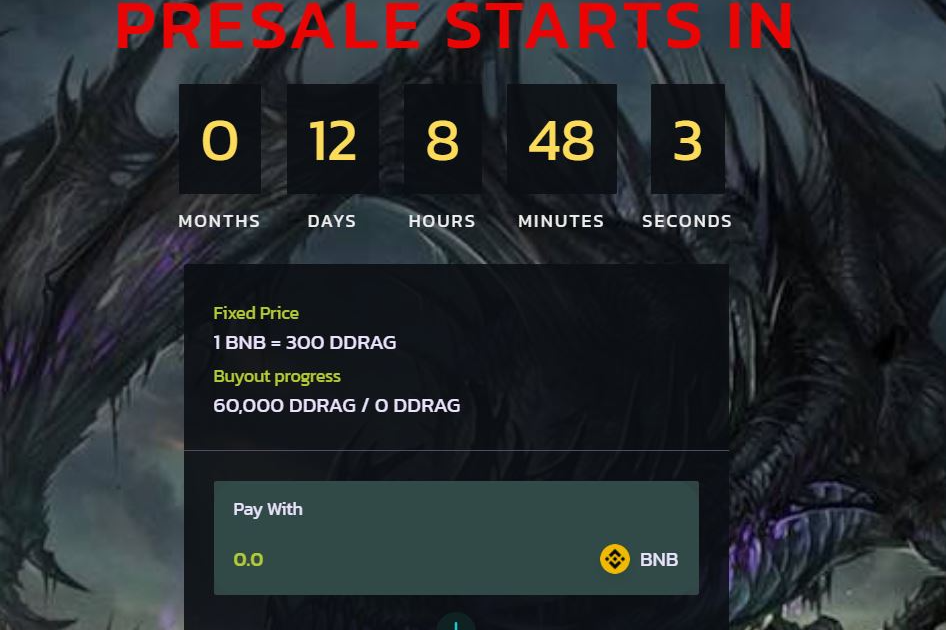 PRESALE STARTS IN
0 12 8 48 3
MONTHS DAYS HOURS MINUTES SECONDS
Fixed Price
1 BNB = 300 DDRAG
Buyout progress
60,000 DDRAG / 0 DDRAG
Pay With
0.0 BNB